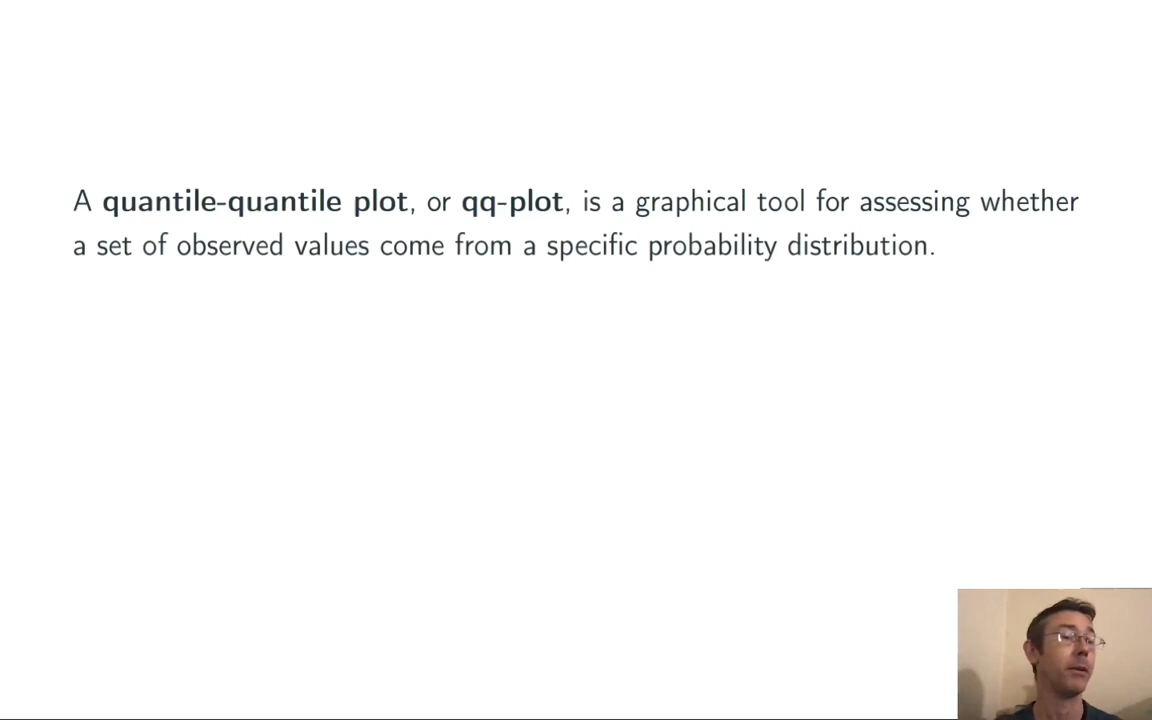 A quantile-quantile plot, or qq-plot, is a graphical tool for assessing whether
a set of observed values come from a specific probability distribution.